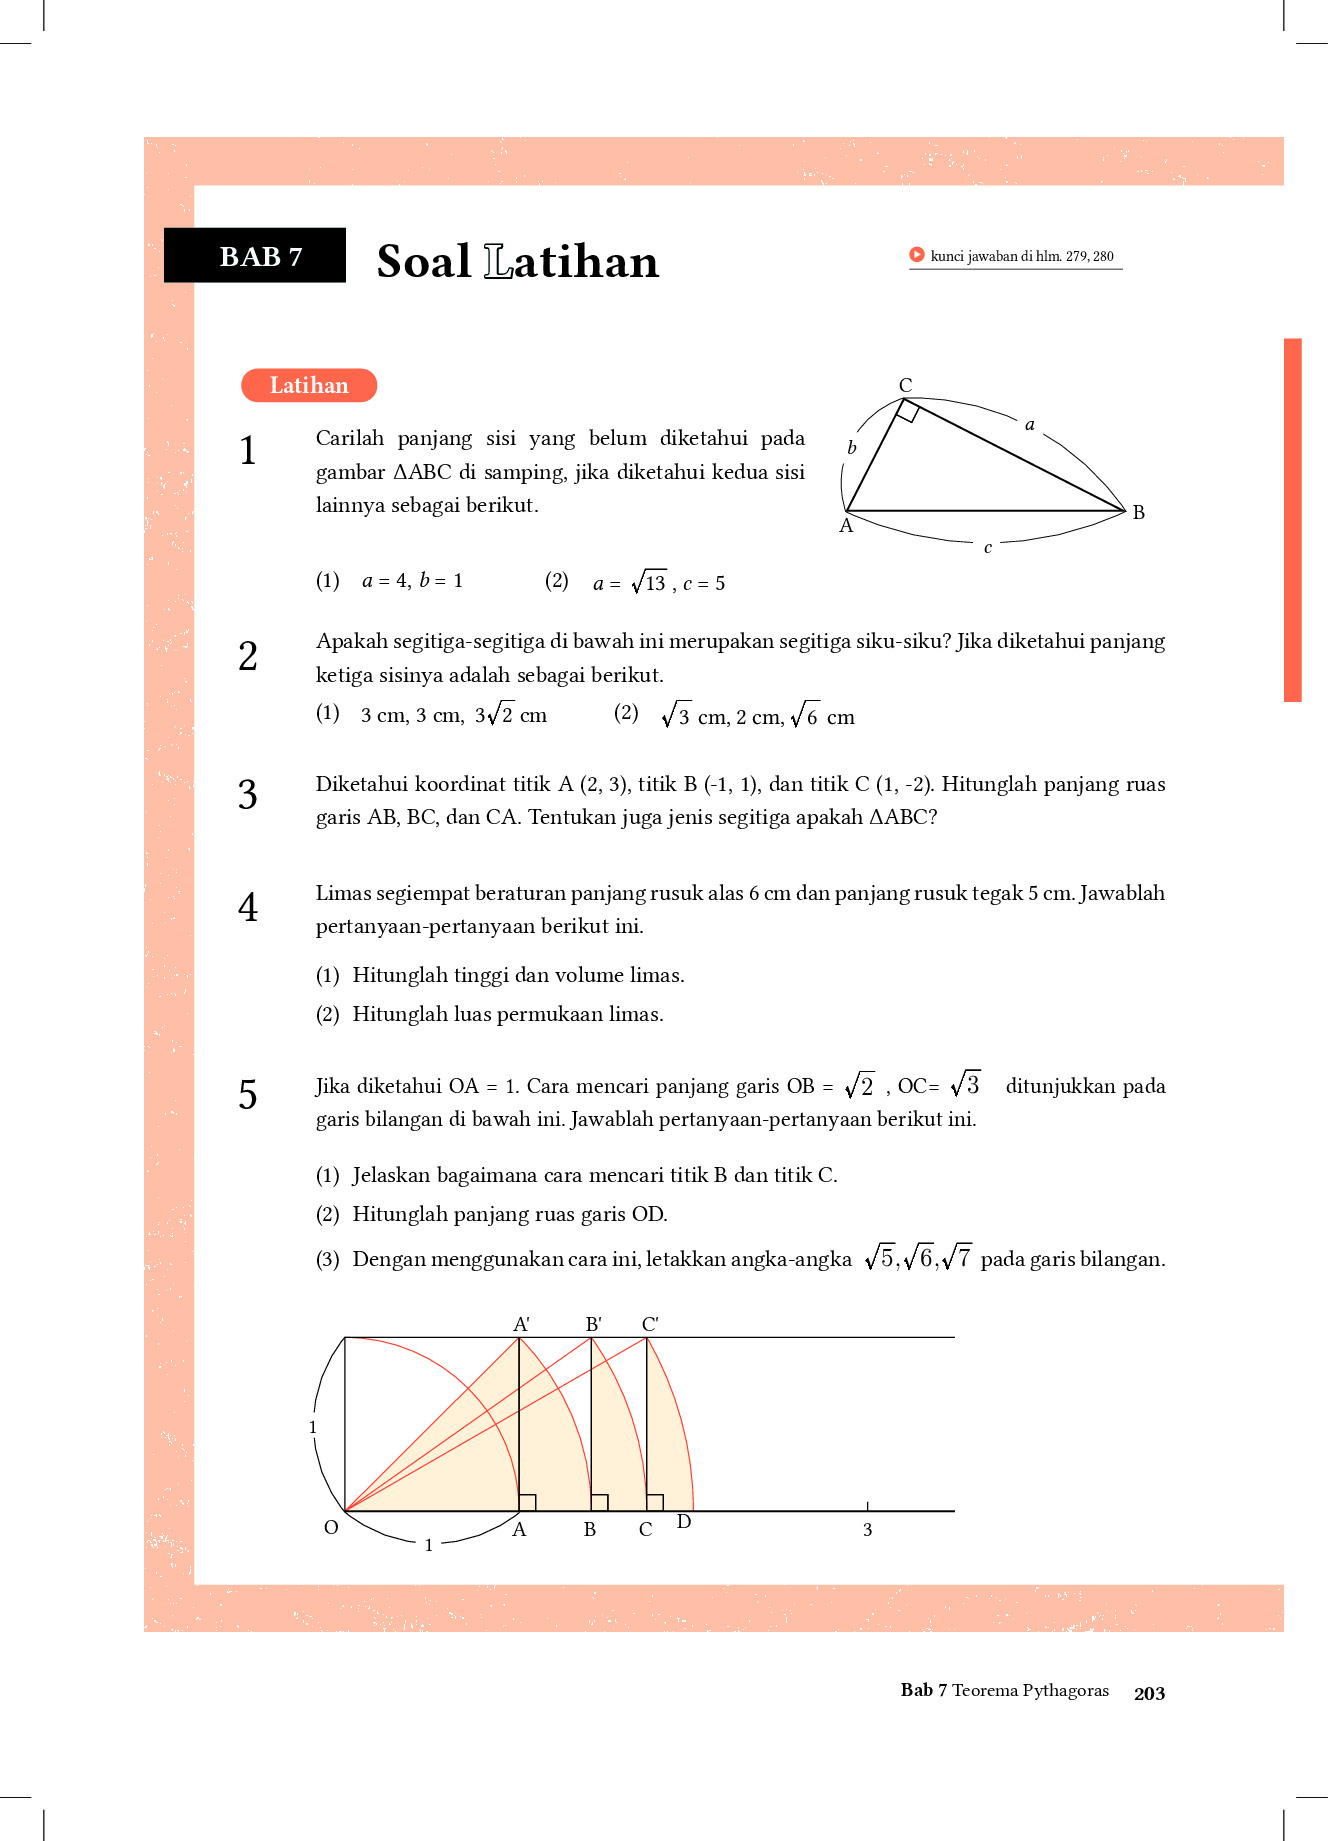 BAB 7
Soal Latihan
kunci jawaban di hlm. 279, 280
Latihan
1
Carilah panjang sisi yang belum diketahui pada
gambar ΔABC di samping, jika diketahui kedua sisi
lainnya sebagai berikut.
C
a
b
A
B
c
(1) a = 4, b = 1 (2) a = √13 , c = 5
2
Apakah segitiga-segitiga di bawah ini merupakan segitiga siku-siku? Jika diketahui panjang
ketiga sisinya adalah sebagai berikut.
(1) 3 cm, 3 cm, 3√2 cm (2) √3 cm, 2 cm, √6 cm
3
Diketahui koordinat titik A (2, 3), titik B (-1, 1), dan titik C (1, -2). Hitunglah panjang ruas
garis AB, BC, dan CA. Tentukan juga jenis segitiga apakah ΔABC?
4
Limas segiempat beraturan panjang rusuk alas 6 cm dan panjang rusuk tegak 5 cm. Jawablah
pertanyaan-pertanyaan berikut ini.
(1) Hitunglah tinggi dan volume limas.
(2) Hitunglah luas permukaan limas.
5
Jika diketahui OA = 1. Cara mencari panjang garis OB = √2 , OC= √3 ditunjukkan pada
garis bilangan di bawah ini. Jawablah pertanyaan-pertanyaan berikut ini.
(1) Jelaskan bagaimana cara mencari titik B dan titik C.
(2) Hitunglah panjang ruas garis OD.
(3) Dengan menggunakan cara ini, letakkan angka-angka √5,√6,√7 pada garis bilangan.
A' B' C'
1
O A B C D 3
1
Bab 7 Teorema Pythagoras 203